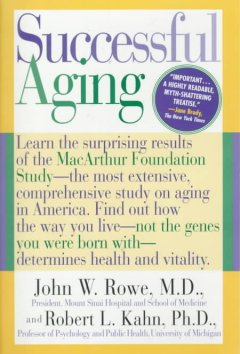 Successful
Aging
"IMPORTANT...
A HIGHLY READABLE,
MYTH-SHATTERING
TREATISE."
—Jane Brody,
The New York Times
Learn the surprising results
of the MacArthur Foundation
Study—the most extensive,
comprehensive study on aging
in America. Find out how
the way you live—not the genes
you were born with—
determines health and vitality.
John W. Rowe, M.D.,
President, Mount Sinai Hospital and School of Medicine
and Robert L. Kahn, Ph.D.,
Professor of Psychology and Public Health, University of Michigan